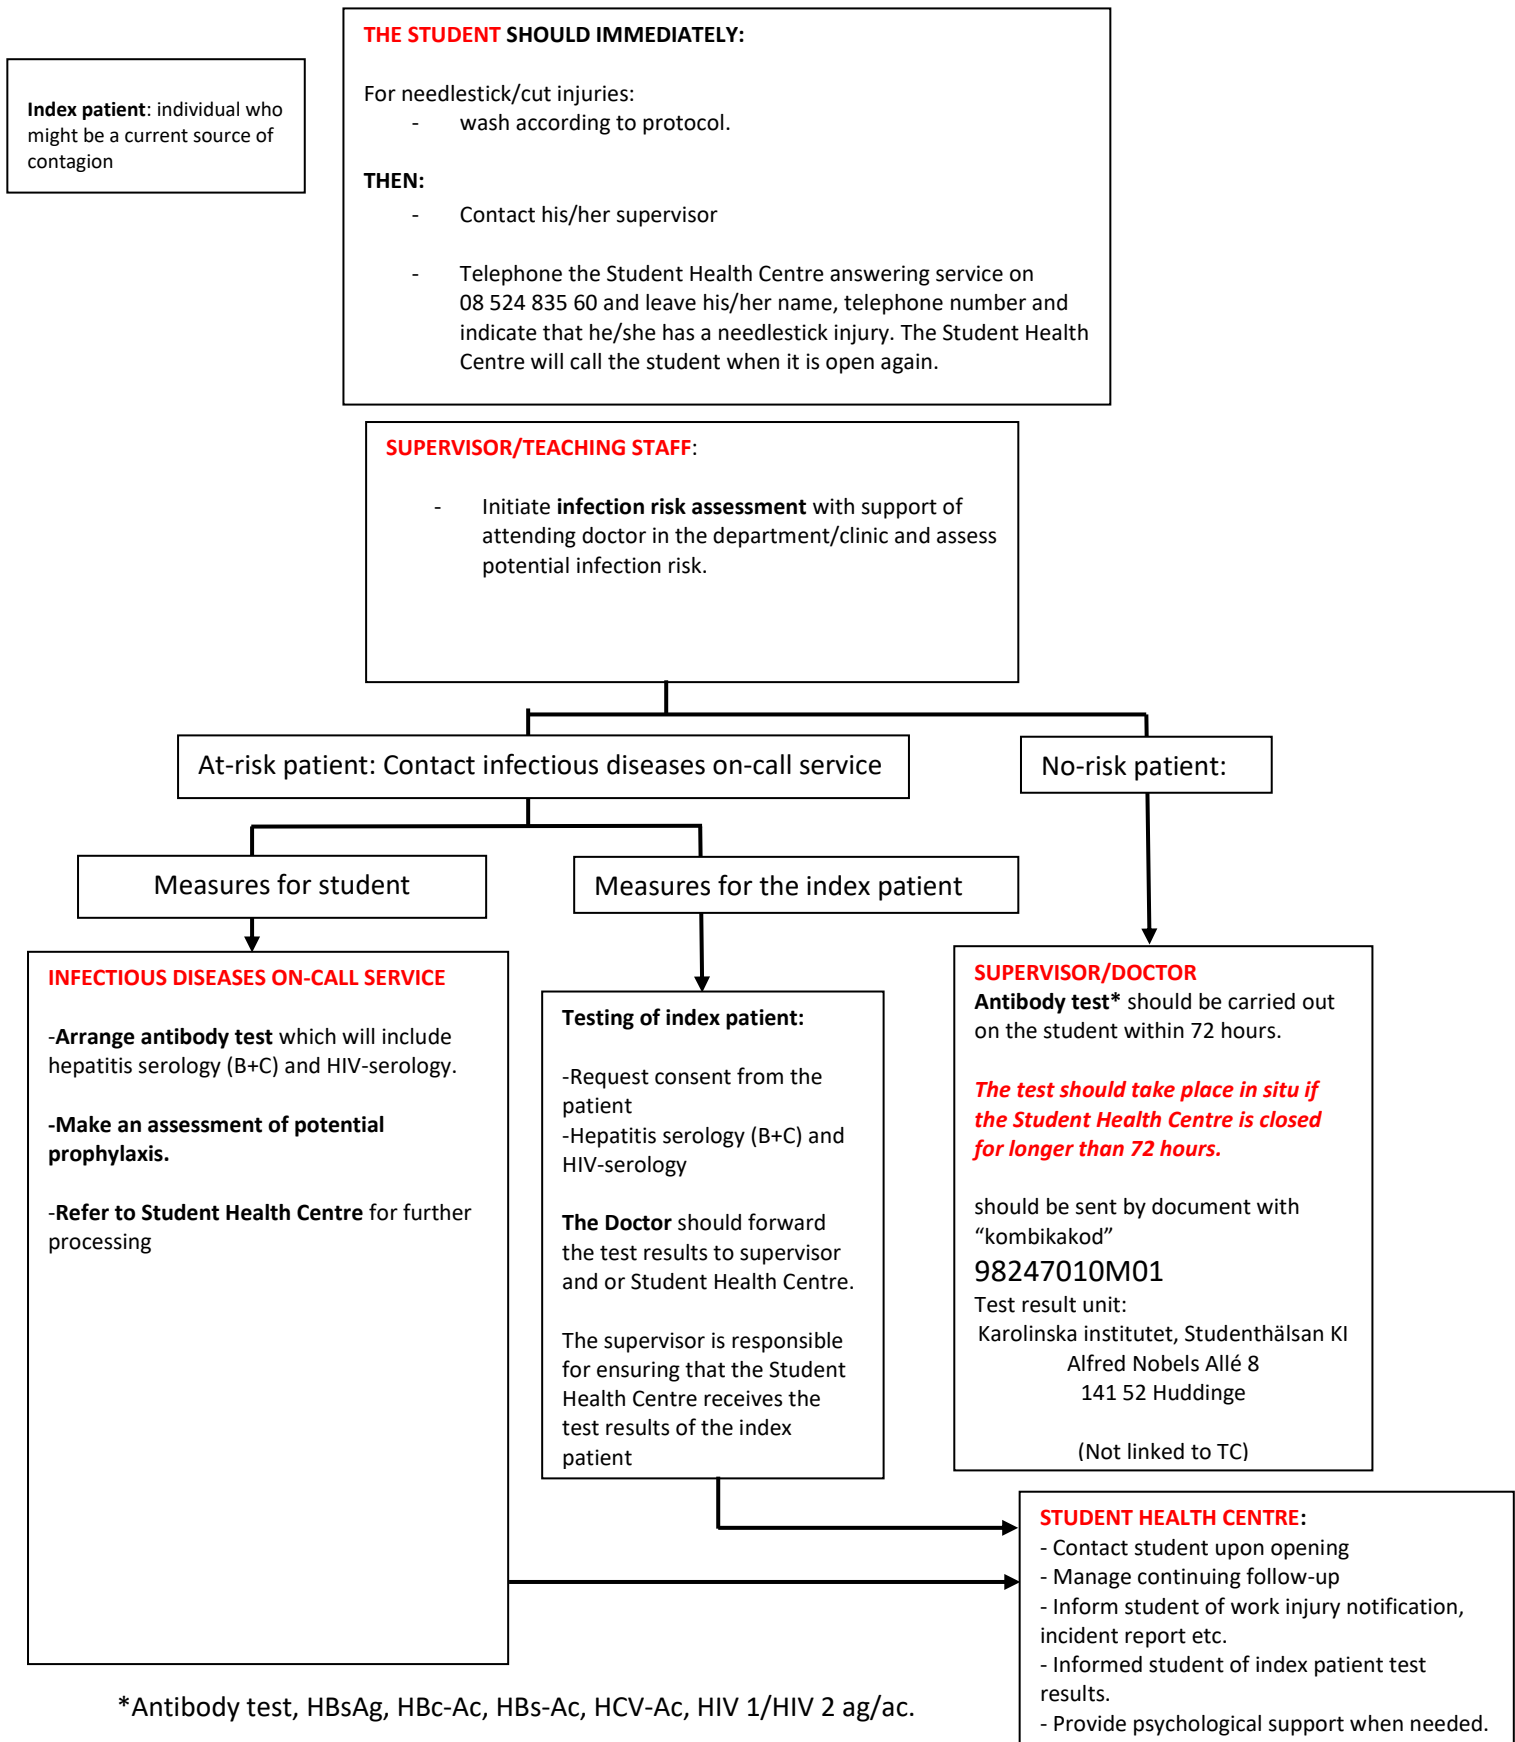 THE STUDENT SHOULD IMMEDIATELY:
For needlestick/cut injuries:
- wash according to protocol.
THEN:
- Contact his/her supervisor
- Telephone the Student Health Centre answering service on
08 524 835 60 and leave his/her name, telephone number and
indicate that he/she has a needlestick injury. The Student Health
Centre will call the student when it is open again.
Index patient: individual who
might be a current source of
contagion
SUPERVISOR/TEACHING STAFF:
- Initiate infection risk assessment with support of
attending doctor in the department/clinic and assess
potential infection risk.
At-risk patient: Contact infectious diseases on-call service
No-risk patient:
Measures for student
Measures for the index patient
INFECTIOUS DISEASES ON-CALL SERVICE
-Arrange antibody test which will include
hepatitis serology (B+C) and HIV-serology.
-Make an assessment of potential
prophylaxis.
-Refer to Student Health Centre for further
processing
Testing of index patient:
-Request consent from the
patient
-Hepatitis serology (B+C) and
HIV-serology
The Doctor should forward
the test results to supervisor
and or Student Health Centre.
The supervisor is responsible
for ensuring that the Student
Health Centre receives the
test results of the index
patient
SUPERVISOR/DOCTOR
Antibody test* should be carried out
on the student within 72 hours.
The test should take place in situ if
the Student Health Centre is closed
for longer than 72 hours.
should be sent by document with
“kombikakod”
98247010M01
Test result unit:
Karolinska institutet, Studenthälsan KI
Alfred Nobels Allé 8
141 52 Huddinge
(Not linked to TC)
STUDENT HEALTH CENTRE:
- Contact student upon opening
- Manage continuing follow-up
- Inform student of work injury notification,
incident report etc.
- Informed student of index patient test
results.
- Provide psychological support when needed.
*Antibody test, HBsAg, HBc-Ac, HBs-Ac, HCV-Ac, HIV 1/HIV 2 ag/ac.